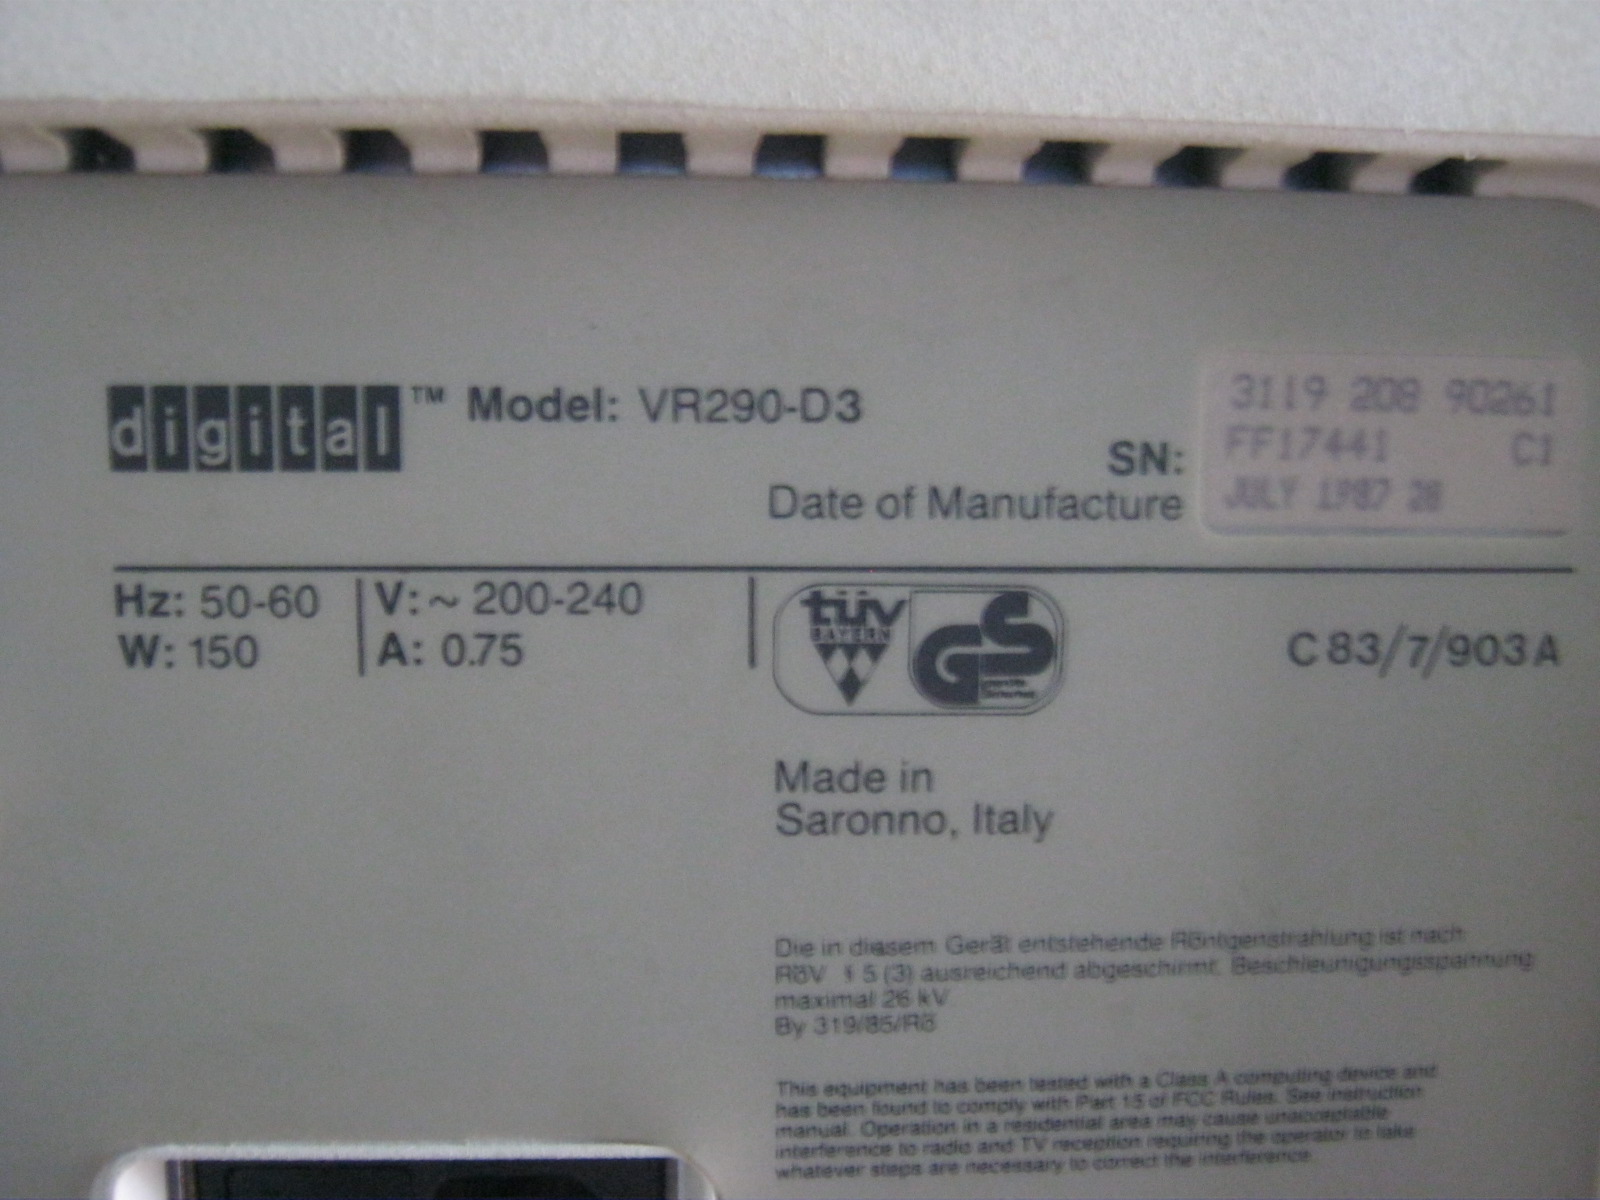 digital™ Model: VR290-D3
3119 208 90261
SN: FF17441 C1
Date of Manufacture JULY 1987 28
Hz: 50-60 V:~ 200-240
W: 150 A: 0.75
tüv
BAYERN
GS
geprüfte
Sicherheit
C83/7/903A
Made in
Saronno, Italy
Die in diesem Gerät entstehende Röntgenstrahlung ist nach
RöV § 5 (3) ausreichend abgeschirmt. Beschleunigungsspannung
maximal 26 kV
By 319/85/Rö
This equipment has been tested with a Class A computing device and
has been found to comply with Part 15 of FCC Rules. See instruction
manual. Operation in a residential area may cause unacceptable
interference to radio and TV reception requiring the operator to take
whatever steps are necessary to correct the interference